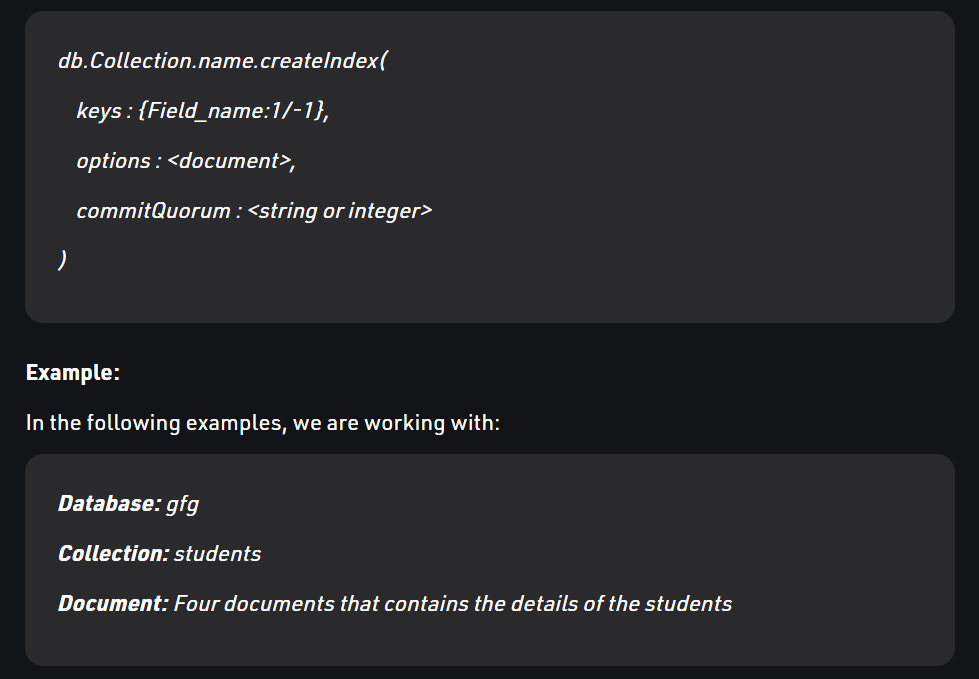 db.Collection.name.createIndex(
keys : {Field_name:1/-1},
options : <document>,
commitQuorum : <string or integer>
)
Example:
In the following examples, we are working with:
Database: gfg
Collection: students
Document: Four documents that contains the details of the students